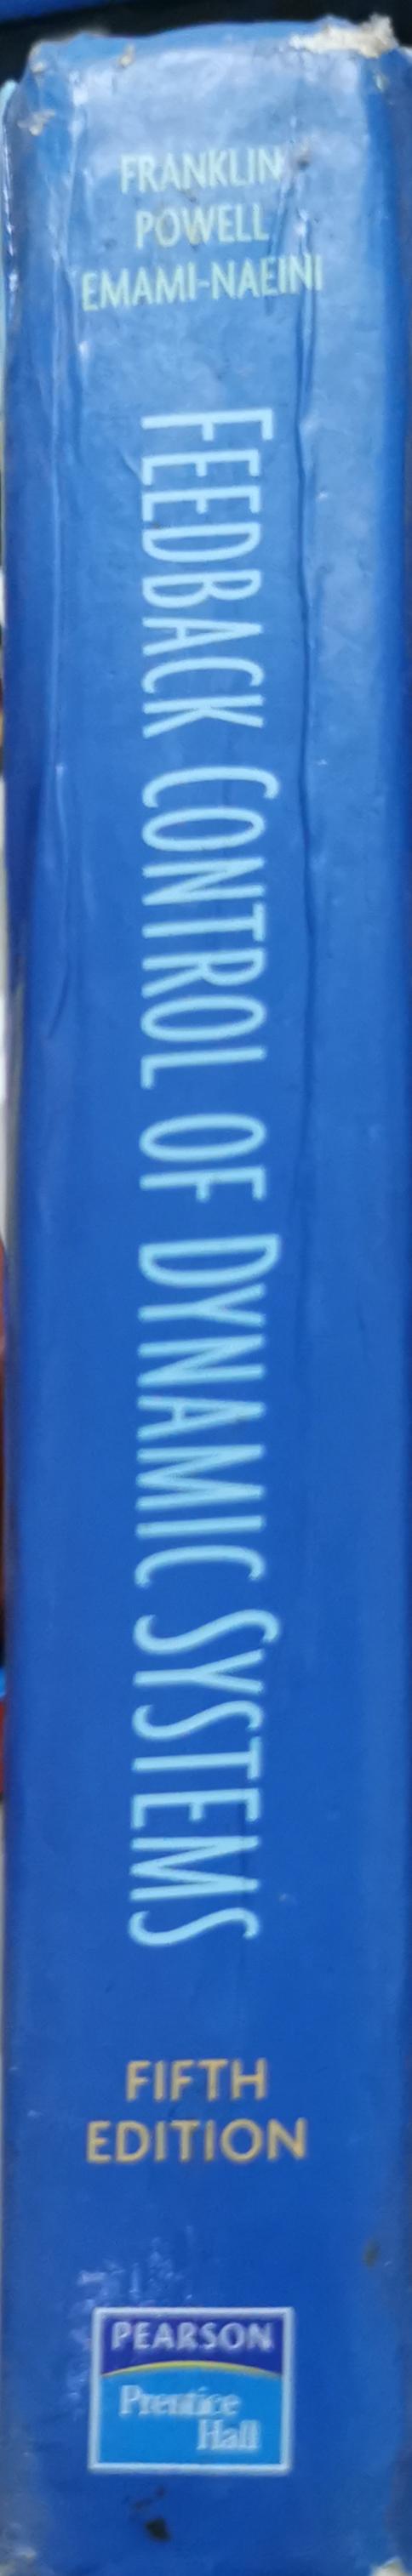 FRANKLIN
POWELL
EMAMI-NAEINI
FEEDBACK CONTROL OF DYNAMIC SYSTEMS
FIFTH
EDITION
PEARSON
Prentice
Hall